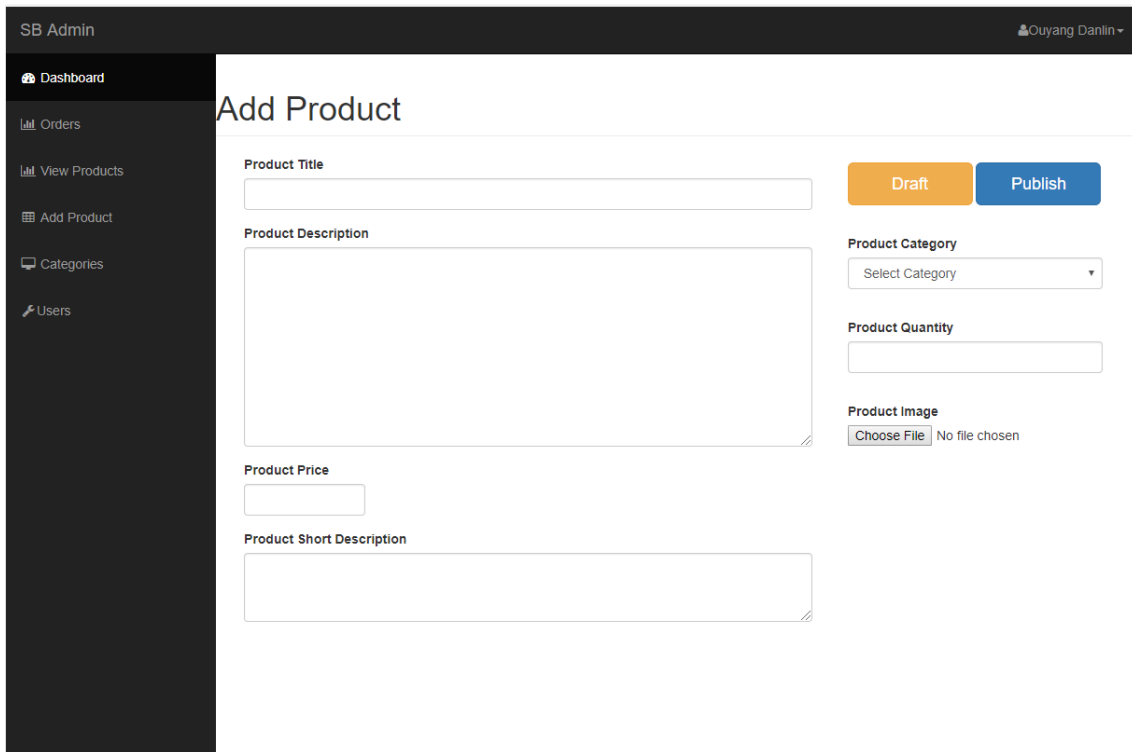 SB Admin
Ouyang Danlin
Dashboard
Orders
View Products
Add Product
Categories
Users
Add Product
Product Title
Product Description
Product Price
Product Short Description
Draft Publish
Product Category
Select Category
Product Quantity
Product Image
Choose File No file chosen